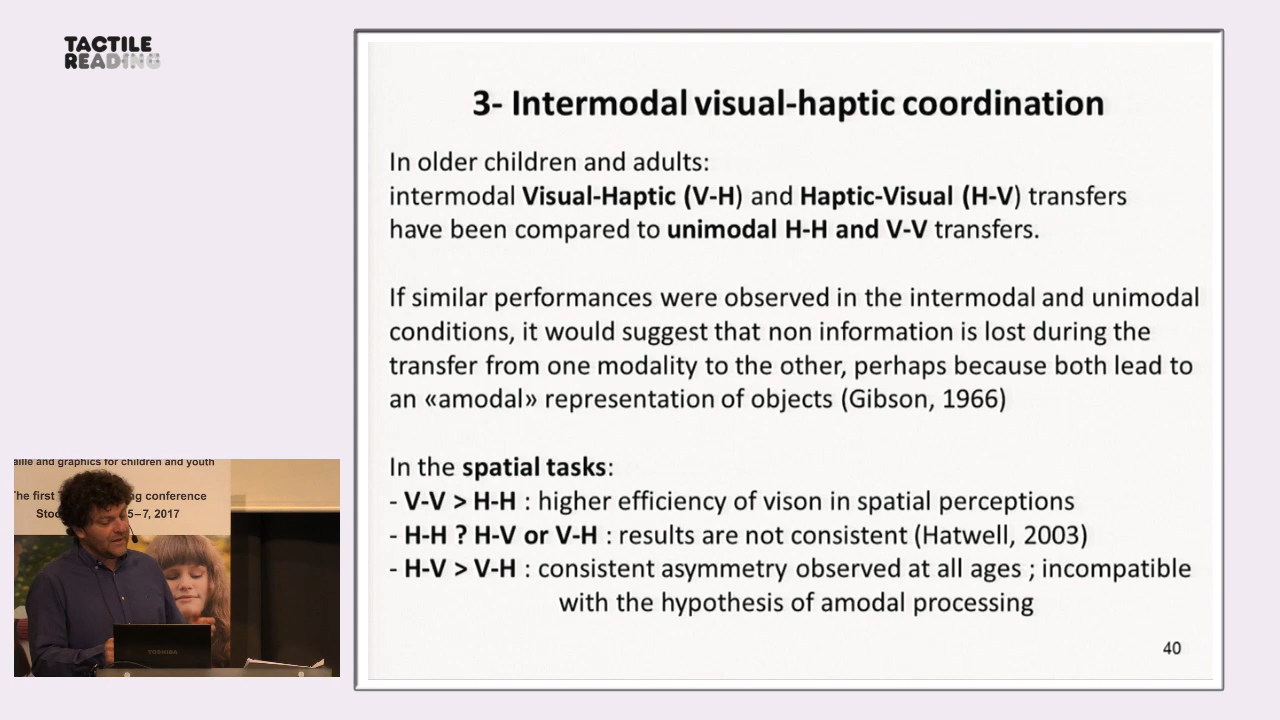 TACTILE
READING
3- Intermodal visual-haptic coordination
In older children and adults:
intermodal Visual-Haptic (V-H) and Haptic-Visual (H-V) transfers
have been compared to unimodal H-H and V-V transfers.
If similar performances were observed in the intermodal and unimodal
conditions, it would suggest that non information is lost during the
transfer from one modality to the other, perhaps because both lead to
an «amodal» representation of objects (Gibson, 1966)
In the spatial tasks:
- V-V > H-H : higher efficiency of vison in spatial perceptions
- H-H ? H-V or V-H : results are not consistent (Hatwell, 2003)
- H-V > V-H : consistent asymmetry observed at all ages ; incompatible
with the hypothesis of amodal processing
40
and graphics for children and youth
The first conference
5–7, 2017
TOSHIBA